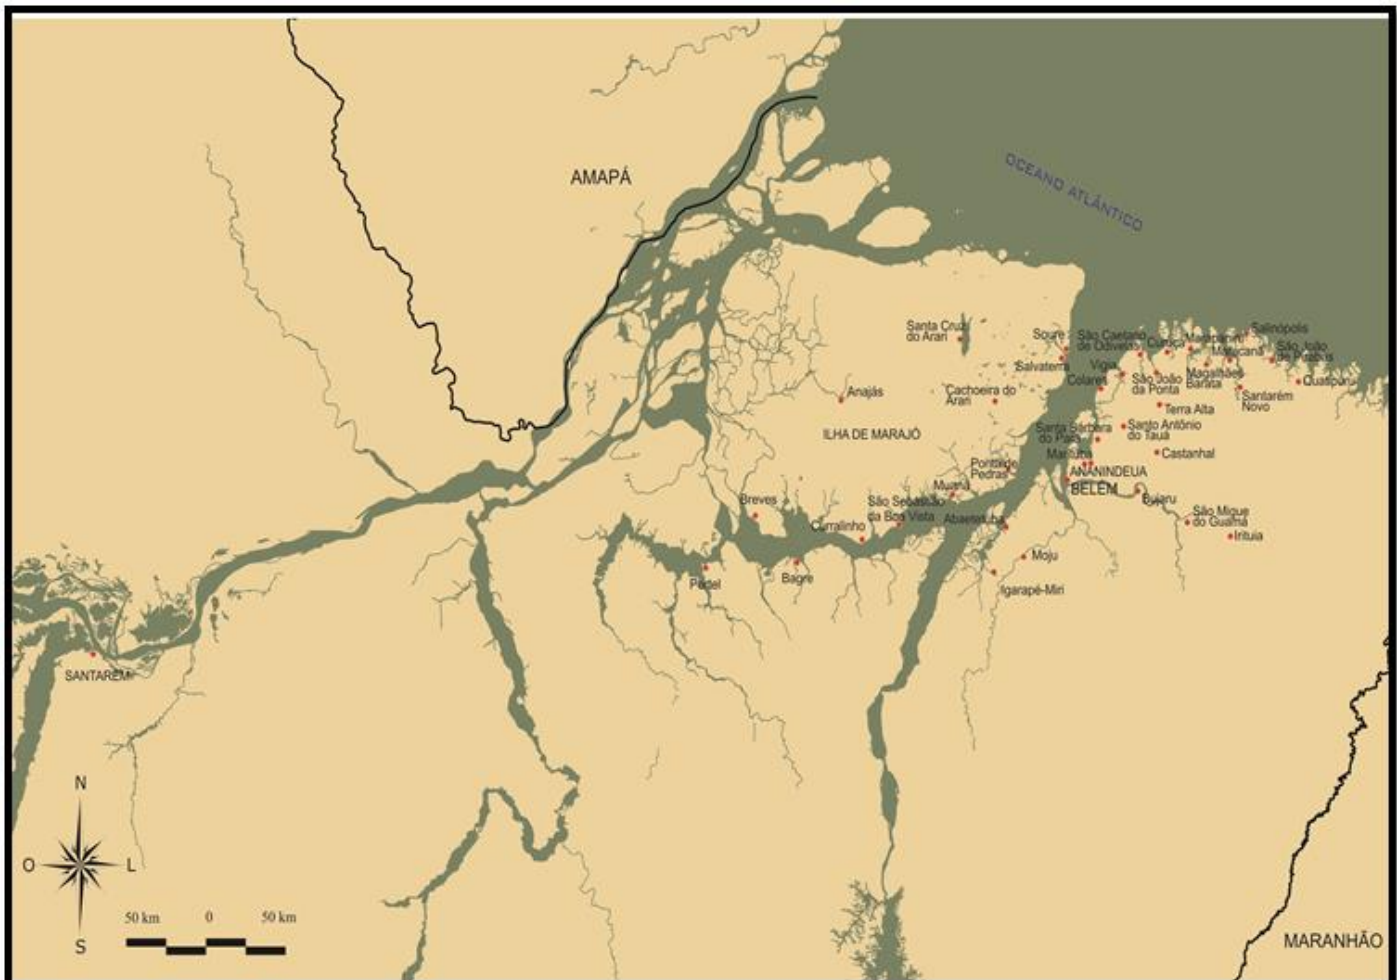 OCEANO ATLÂNTICO
AMAPÁ
Santa Cruz
do Arari
Soure
São Caetano
de Odivelas
Curuçá
Marapanim
Salinópolis
Maracanã
São João
de Pirabas
Salvaterra
Vigia
Colares
São João
da Ponta
Magalhães
Barata
Quatipuru
Anajás
Cachoeira do
Arari
Santarém
Novo
Terra Alta
ILHA DE MARAJÓ
Santa Bárbara
do Pará
Santo Antônio
do Tauá
Marituba
Castanhal
Ponta de
Pedras
ANANINDEUA
BELÉM
Muaná
Bujaru
Breves
São Sebastião
da Boa Vista
Abaetetuba
São Migue
do Guamá
Curralinho
Irituia
Moju
Portel
Bagre
Igarapé-Miri
SANTARÉM
N
O
L
S
50 km
0
50 km
MARANHÃO